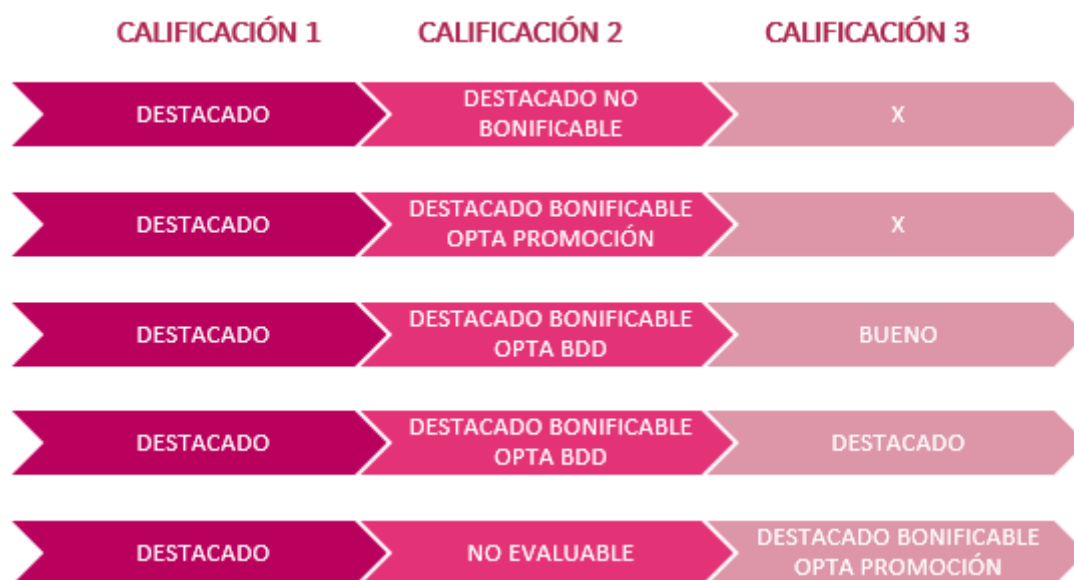 CALIFICACIÓN 1 CALIFICACIÓN 2 CALIFICACIÓN 3
DESTACADO
DESTACADO NO
BONIFICABLE
X
DESTACADO
DESTACADO BONIFICABLE
OPTA PROMOCIÓN
X
DESTACADO
DESTACADO BONIFICABLE
OPTA BDD
BUENO
DESTACADO
DESTACADO BONIFICABLE
OPTA BDD
DESTACADO
DESTACADO
NO EVALUABLE
DESTACADO BONIFICABLE
OPTA PROMOCIÓN